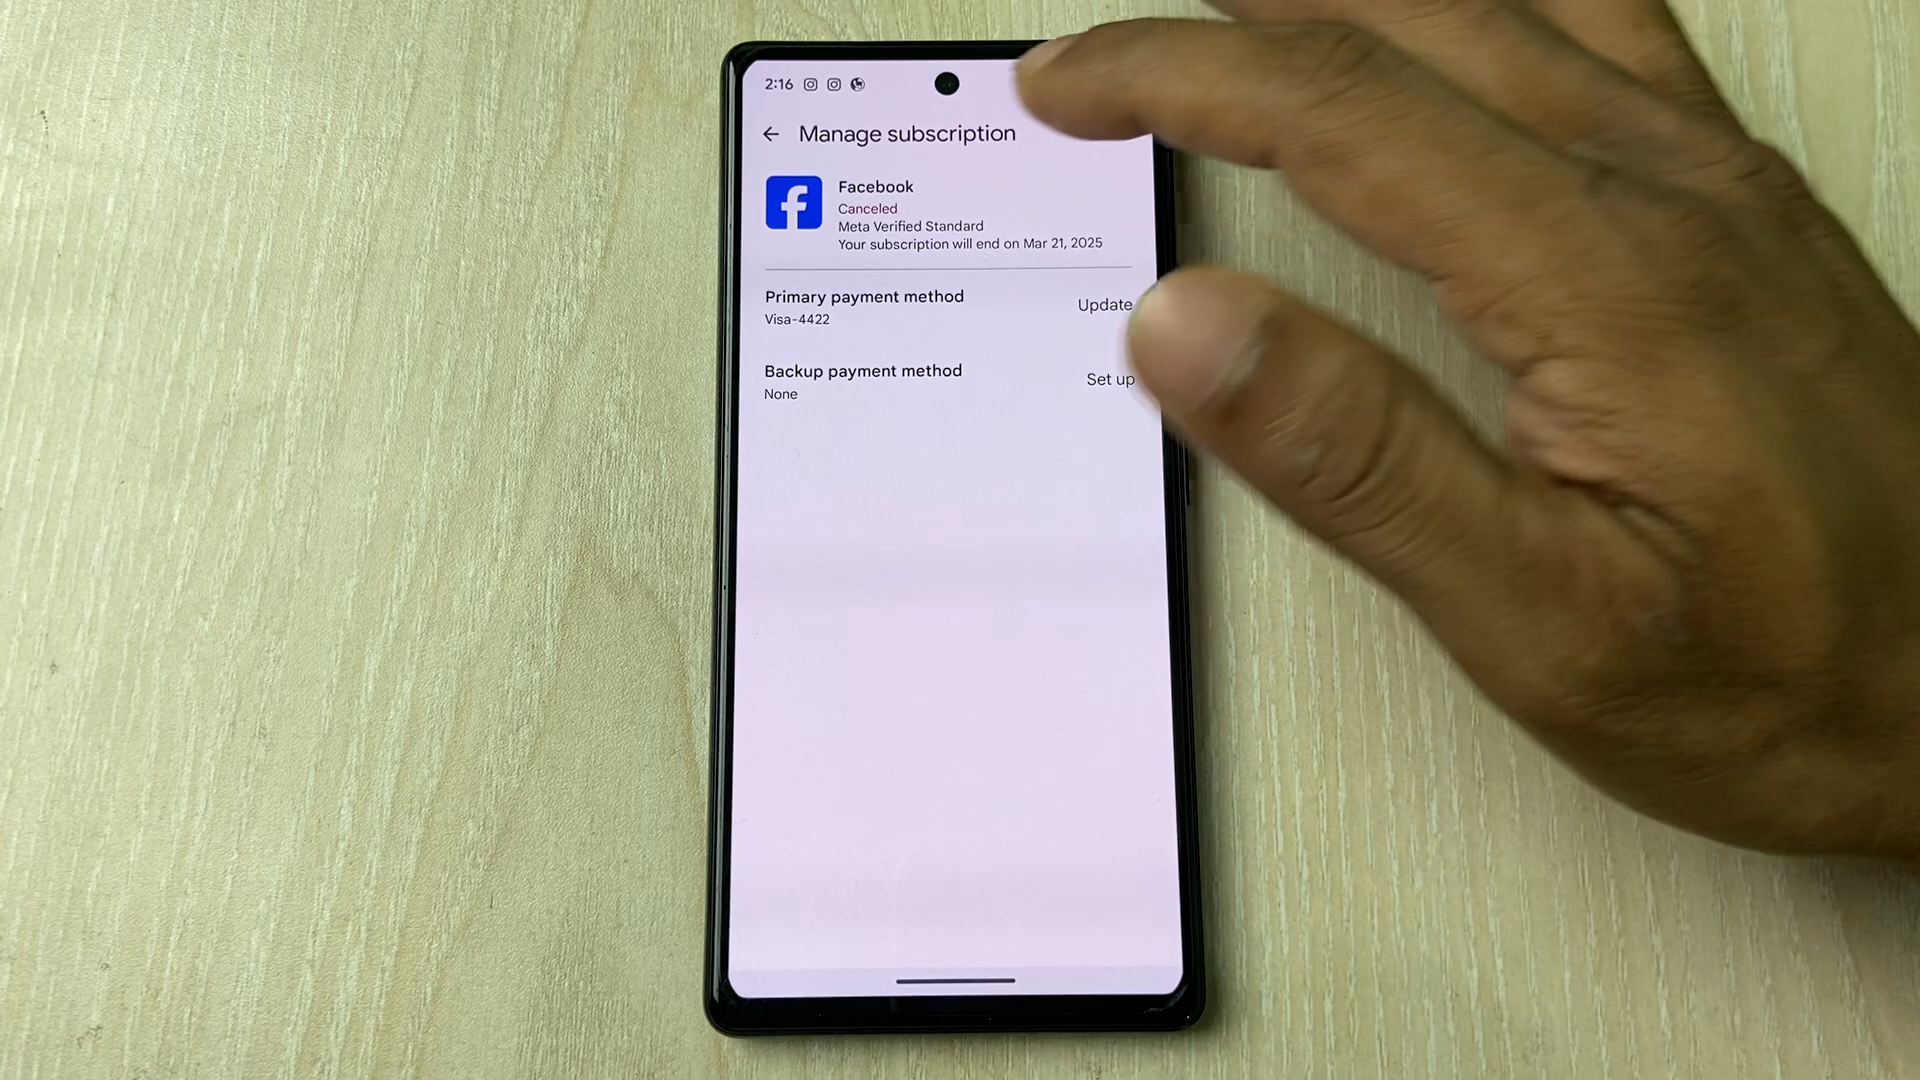 2:16
Manage subscription
Facebook
Canceled
Meta Verified Standard
Your subscription will end on Mar 21, 2025
Primary payment method
Update
Visa-4422
Backup payment method
Set up
None